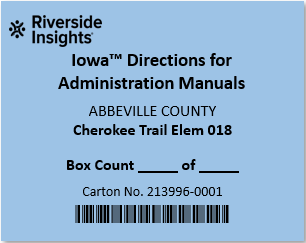 Riverside
Insights®
Iowa™ Directions for
Administration Manuals
ABBEVILLE COUNTY
Cherokee Trail Elem 018
Box Count _____ of _____
Carton No. 213996-0001